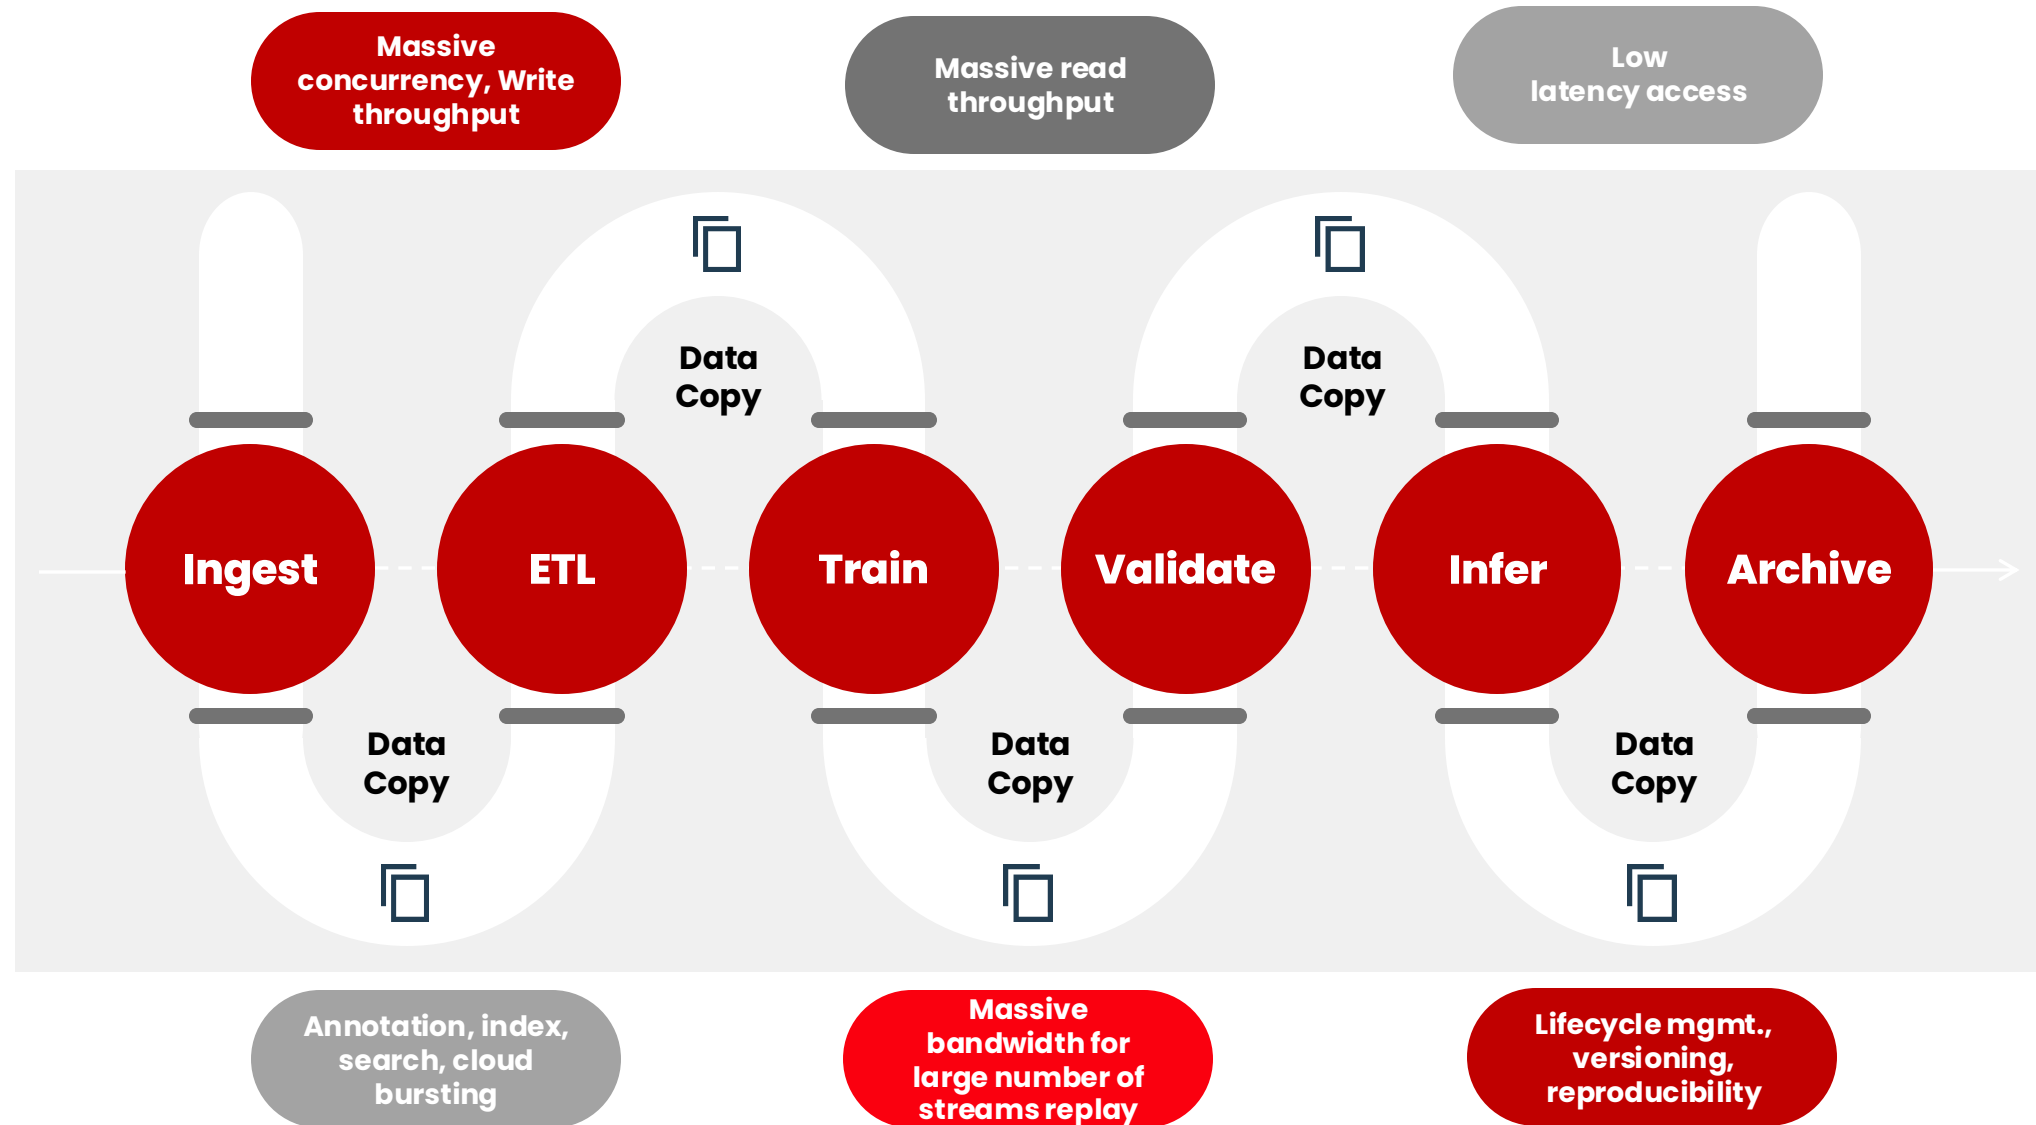 Massive
concurrency, Write
throughput
Massive read
throughput
Low
latency access
Data
Copy
Data
Copy
Ingest
ETL
Train
Validate
Infer
Archive
Data
Copy
Data
Copy
Data
Copy
Annotation, index,
search, cloud
bursting
Massive
bandwidth for
large number of
streams replay
Lifecycle mgmt.,
versioning,
reproducibility